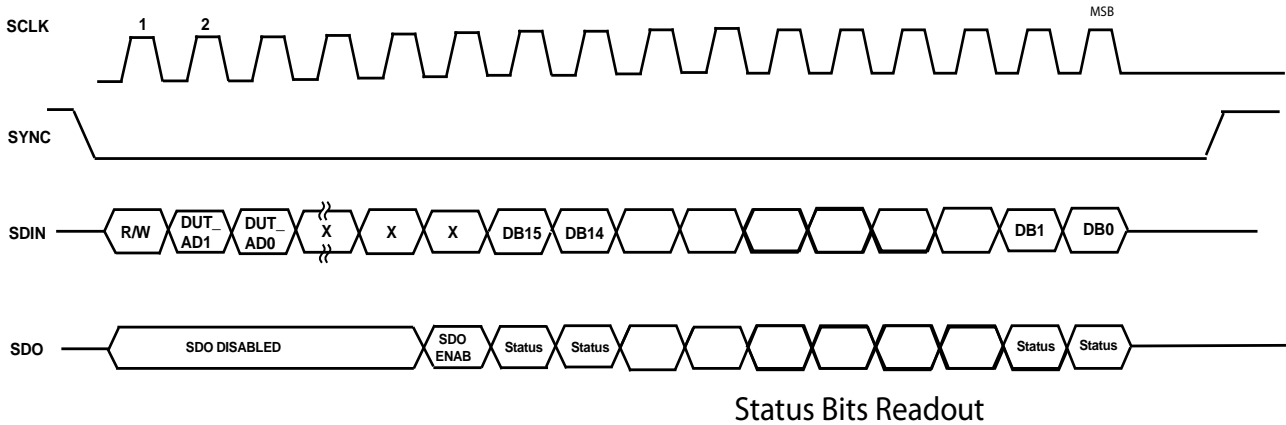 MSB
SCLK 1 2
SYNC
SDIN R/W DUT_ AD1 DUT_ AD0 X X X DB15 DB14 DB1 DB0
SDO SDO DISABLED SDO ENAB Status Status Status Status
Status Bits Readout